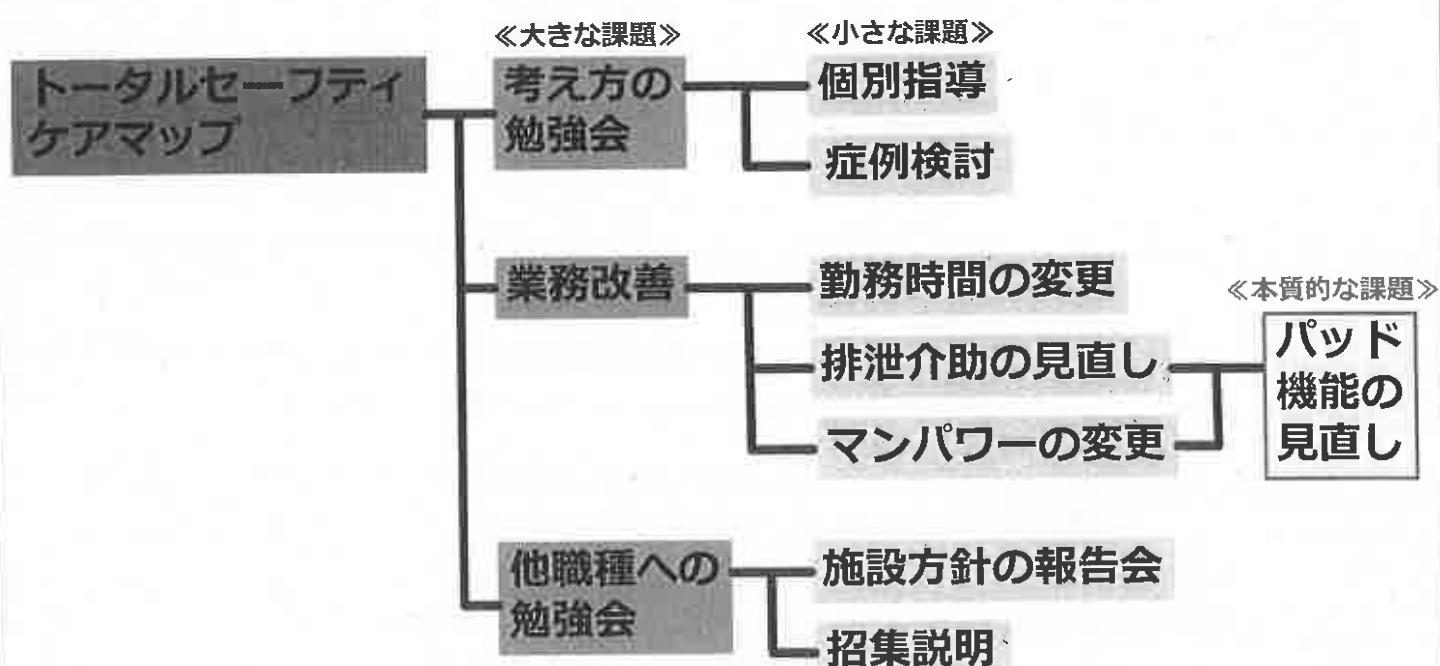 ≪大きな課題≫
≪小さな課題≫
トータルセーフティ
ケアマップ
考え方の
勉強会
個別指導
症例検討
業務改善
勤務時間の変更
排泄介助の見直し
マンパワーの変更
≪本質的な課題≫
パッド
機能の
見直し
他職種への
勉強会
施設方針の報告会
招集説明